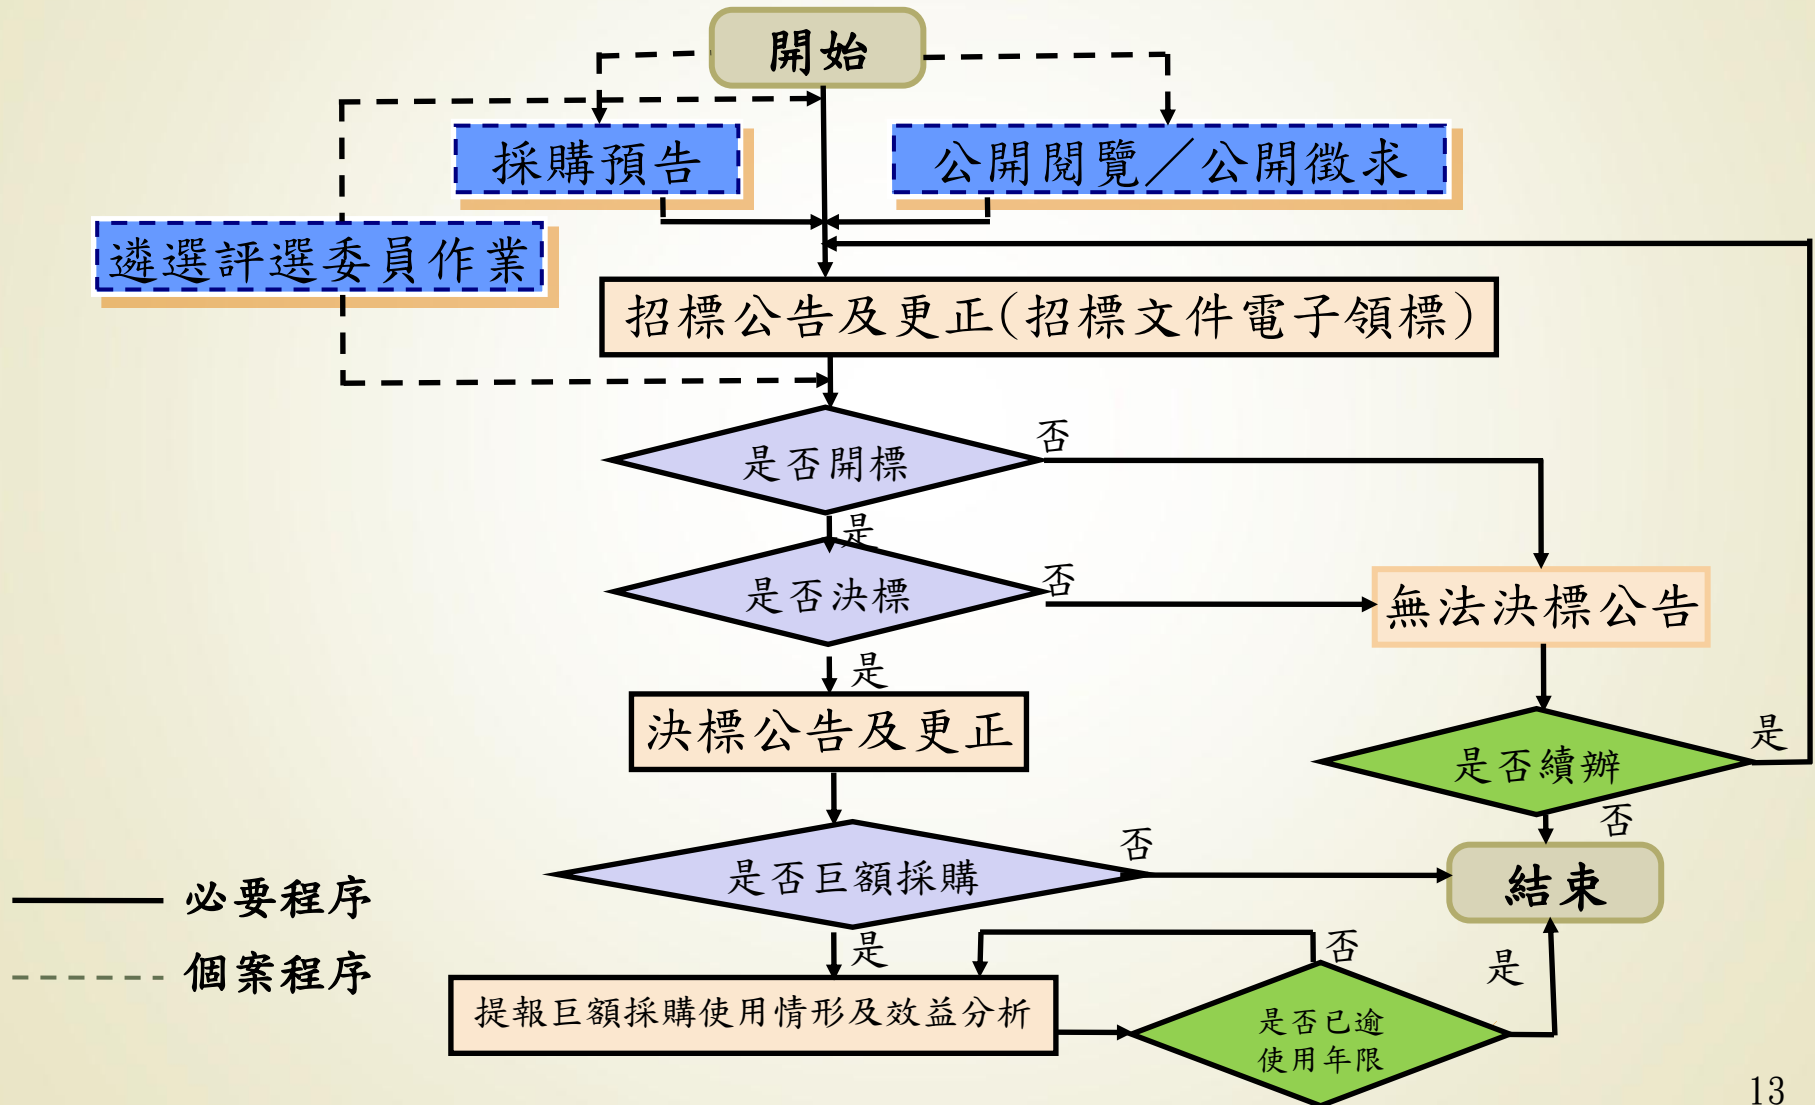 開始
採購預告
公開閱覽／公開徵求
遴選評選委員作業
招標公告及更正(招標文件電子領標)
是否開標
否
是
是否決標
否
無法決標公告
是
決標公告及更正
是否續辦
是
否
是否巨額採購
否
結束
必要程序
個案程序
是
否
是
提報巨額採購使用情形及效益分析
是否已逾
使用年限
13